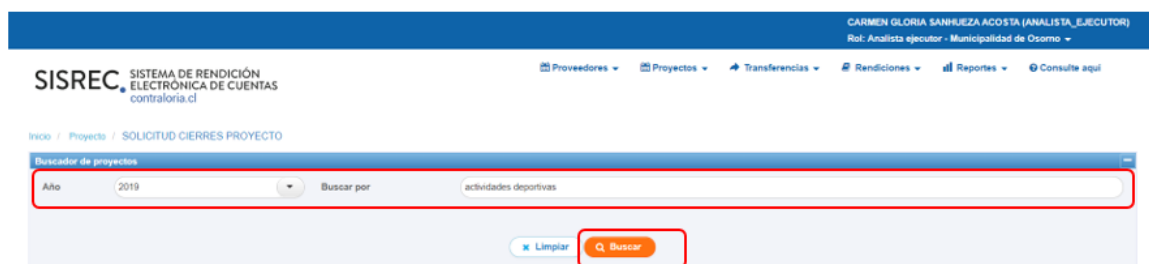 CARMEN GLORIA SANHUEZA ACOSTA (ANALISTA_EJECUTOR)
Rol: Analista ejecutor - Municipalidad de Osorno
SISREC. SISTEMA DE RENDICIÓN
ELECTRÓNICA DE CUENTAS
contraloria.cl
Proveedores Proyectos Transferencias Rendiciones Reportes Consulte aquí
Inicio / Proyecto / SOLICITUD CIERRES PROYECTO
Buscador de proyectos
Año 2019 Buscar por actividades deportivas
Limpiar Buscar